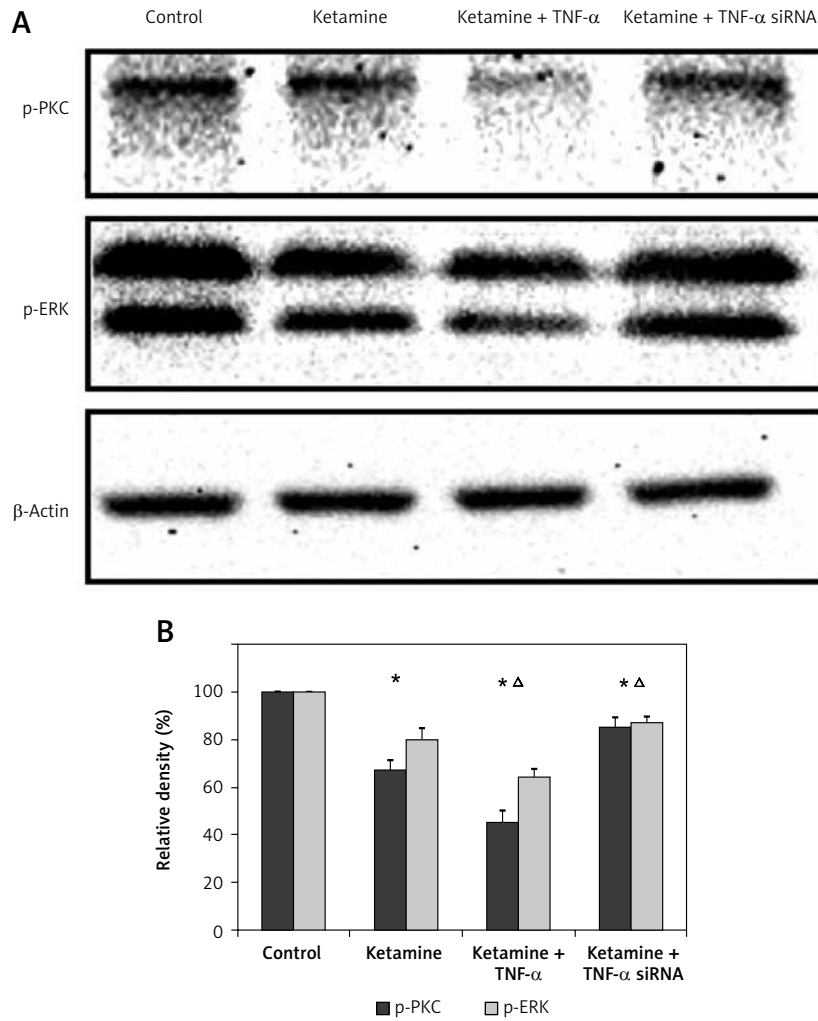 A
Control Ketamine Ketamine + TNF-α Ketamine + TNF-α siRNA
p-PKC
p-ERK
β-Actin
B
Relative density (%)
100
80
60
40
20
0
*
* Δ
* Δ
Control Ketamine Ketamine + Ketamine +
TNF-α TNF-α siRNA
p-PKC p-ERK